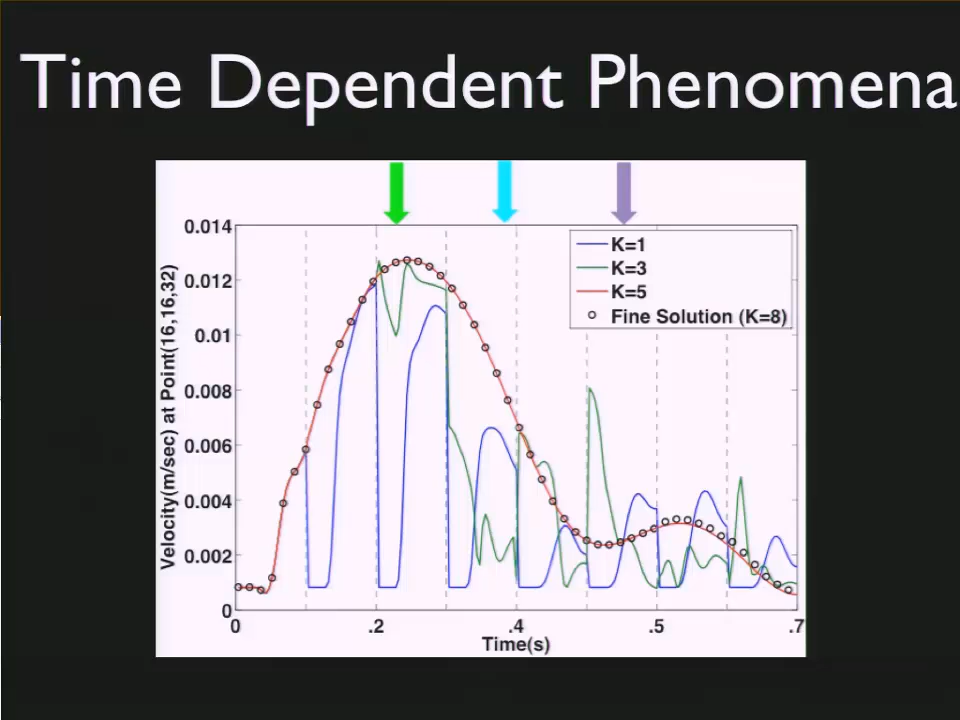 Time Dependent Phenomena
0.014
0.012
0.01
0.008
0.006
0.004
0.002
0
Velocity(m/sec) at Point(16,16,32)
K=1
K=3
K=5
Fine Solution (K=8)
0 .2 .4 .5 .7
Time(s)